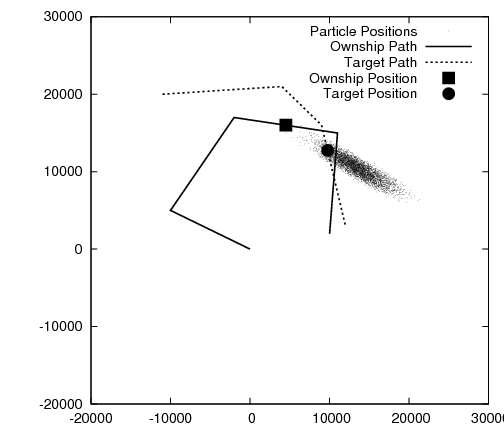 30000
Particle Positions
Ownship Path
Target Path
Ownship Position
Target Position
20000
10000
0
-10000
-20000
-20000 -10000 0 10000 20000 30000